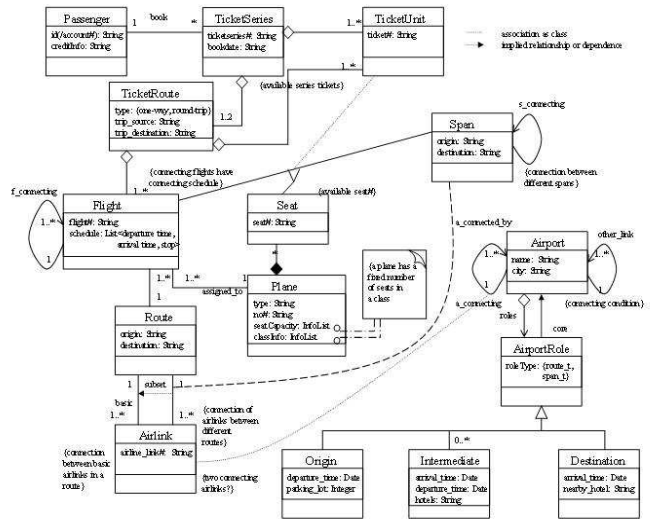 Passenger
id(/account#): String
creditInfo: String
1
book
*
TicketSeries
ticketseries#: String
bookdate: String
1..*
TicketUnit
ticket#: String
association as class
implied relationship or dependence
{available series tickets}
1..*
1..2
TicketRoute
type: {one-way,round-trip}
trip_source: String
trip_destination: String
1..*
{connecting flights have
connecting schedule}
s_connecting
Span
origin: String
destination: String
{connection between
different spans}
f_connecting
Flight
flight#: String
schedule: List<departure time,
arrival time,stop>
1..*
1
{available seat#}
Seat
seat#: String
*
a_connected_by
other_link
Airport
name: String
city: String
1..*
1..*
1
1
a_connecting
{connecting condition}
roles
com
{a plane has a
fixed number
of seats in
a class}
1..*
1..*
1
assigned_to
Plane
type: String
no#: String
seatCapacity: InfoList
classInfo: InfoList
1
Route
origin: String
destination: String
AirportRole
roleType: {route_t,
span_t}
1
subset
1
basic
1..*
1..*
{connection of
airlinks between
different
routes}
Airlink
airline_link#: String
{connection
between basic
airlinks in a
route}
{two connecting
airlinks?}
0..*
Origin
departure_time: Date
parking_lot: Integer
Intermediate
arrival_time: Date
departure_time: Date
hotels: String
Destination
arrival_time: Date
nearby_hotel: String